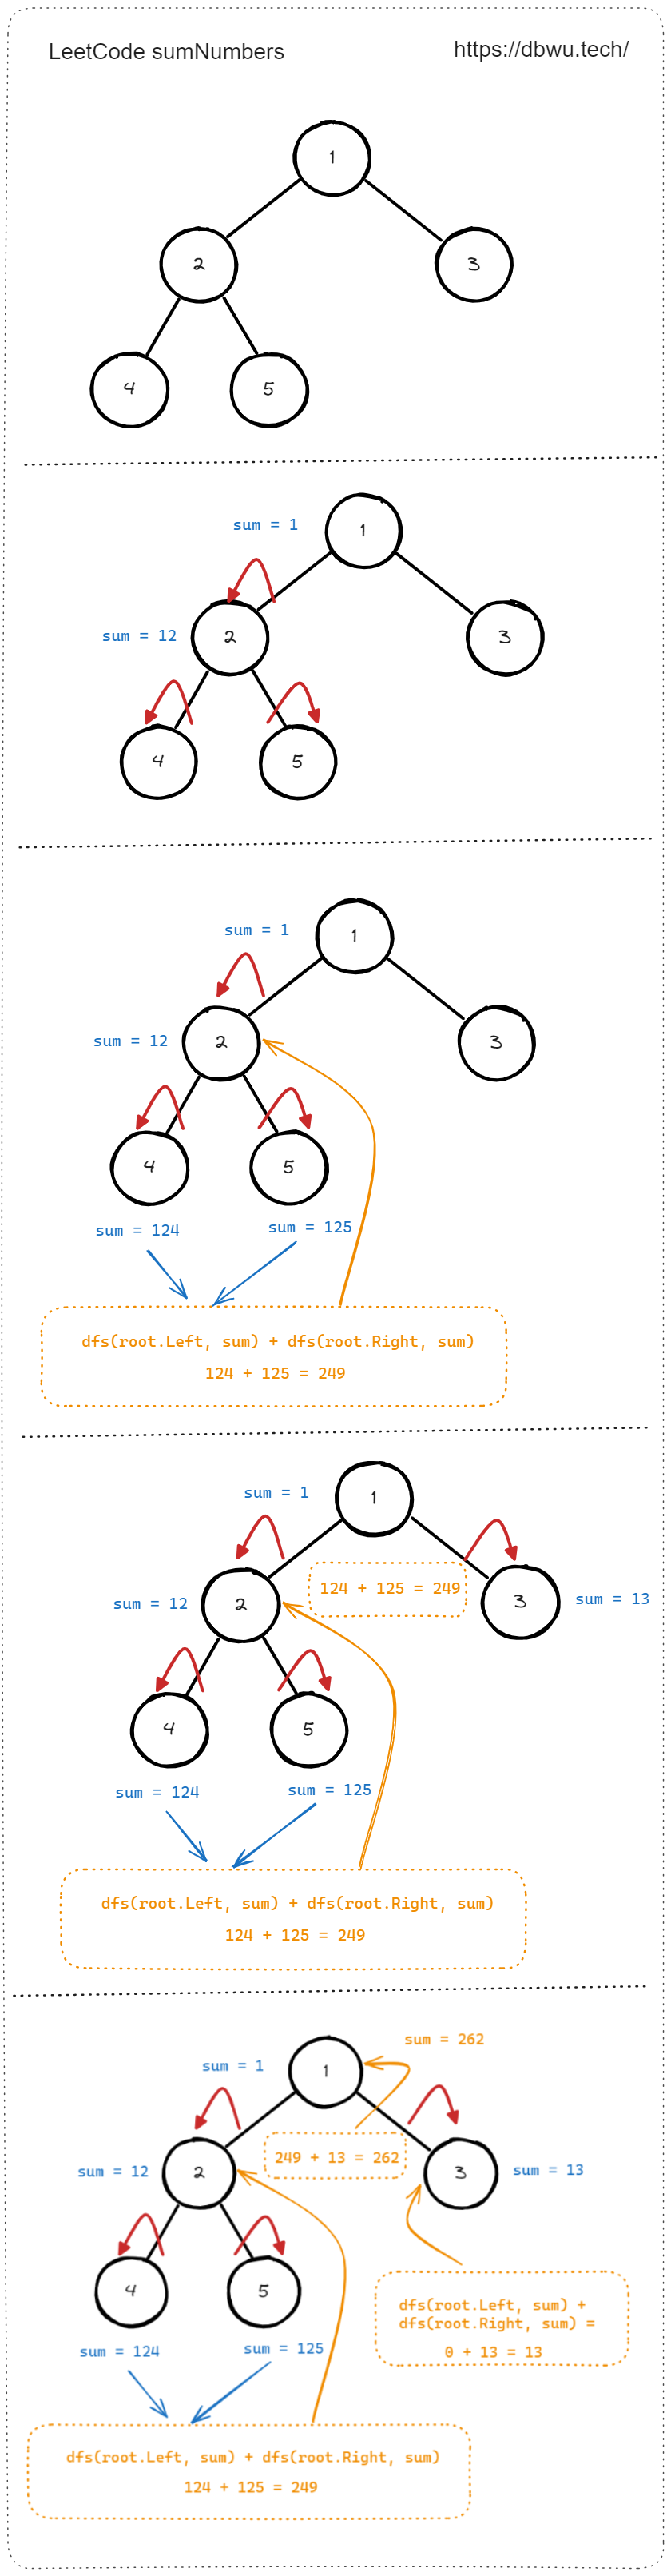 LeetCode sumNumbers
https://dbwu.tech/
1
2
3
4
5
sum = 1
1
sum = 12
2
3
4
5
sum = 1
1
sum = 12
2
3
4
5
sum = 124
sum = 125
dfs(root.Left, sum) + dfs(root.Right, sum)
124 + 125 = 249
sum = 1
1
124 + 125 = 249
sum = 12
2
3
sum = 13
4
5
sum = 124
sum = 125
dfs(root.Left, sum) + dfs(root.Right, sum)
124 + 125 = 249
sum = 262
sum = 1
1
249 + 13 = 262
sum = 12
2
3
sum = 13
4
5
dfs(root.Left, sum) +
dfs(root.Right, sum) =
0 + 13 = 13
sum = 124
sum = 125
dfs(root.Left, sum) + dfs(root.Right, sum)
124 + 125 = 249